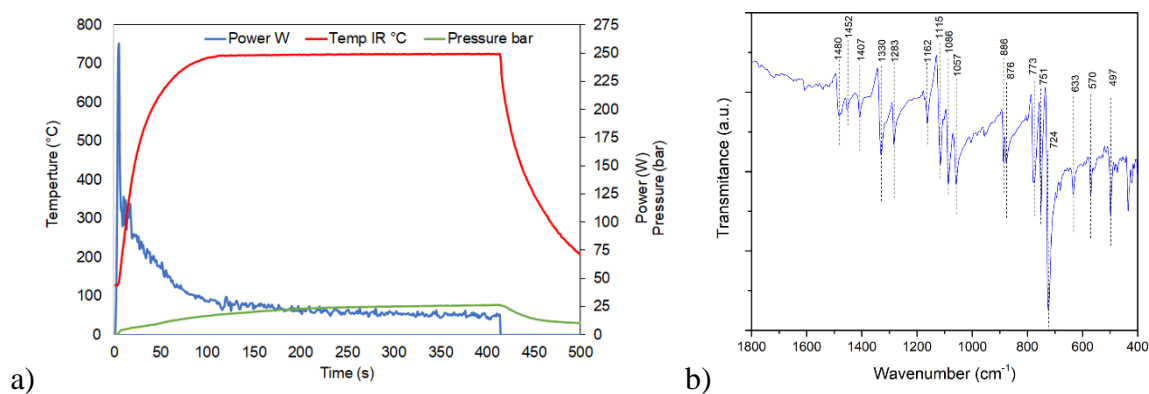 800
700
600
500
400
300
200
100
0
Temperture (°C)
Power W
Temp IR °C
Pressure bar
275
250
225
200
175
150
125
100
75
50
25
0
Power (W)
Pressure (bar)
0 50 100 150 200 250 300 350 400 450 500
Time (s)
a)
Transmitance (a.u.)
1480
1452
1407
1330
1283
1162
1115
1086
1057
886
876
773
751
724
633
570
497
1800 1600 1400 1200 1000 800 600 400
Wavenumber (cm⁻¹)
b)